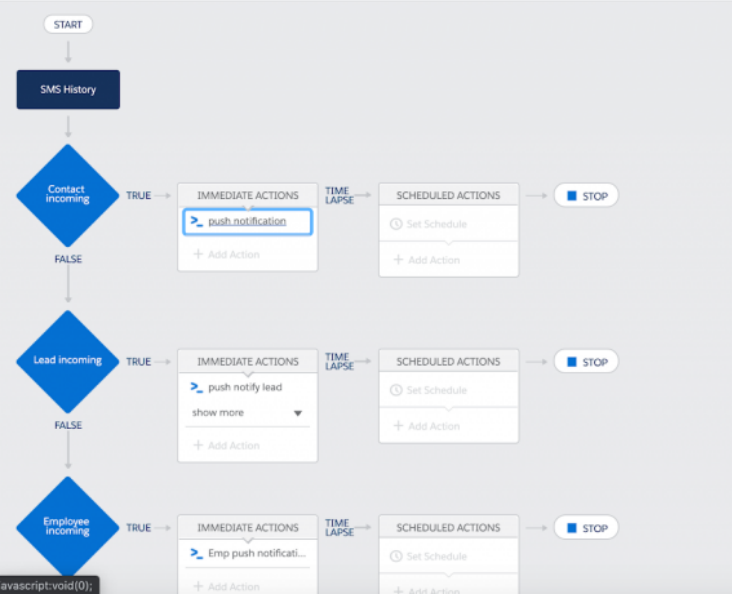 START
SMS History
Contact
incoming
TRUE
IMMEDIATE ACTIONS
push notification
+ Add Action
TIME
LAPSE
SCHEDULED ACTIONS
Set Schedule
+ Add Action
STOP
FALSE
Lead incoming
TRUE
IMMEDIATE ACTIONS
push notify lead
show more
+ Add Action
TIME
LAPSE
SCHEDULED ACTIONS
Set Schedule
+ Add Action
STOP
FALSE
Employee
incoming
TRUE
IMMEDIATE ACTIONS
Emp push notificati...
+ Add Action
TIME
LAPSE
SCHEDULED ACTIONS
Set Schedule
+ Add Action
STOP
avascript:void(0);